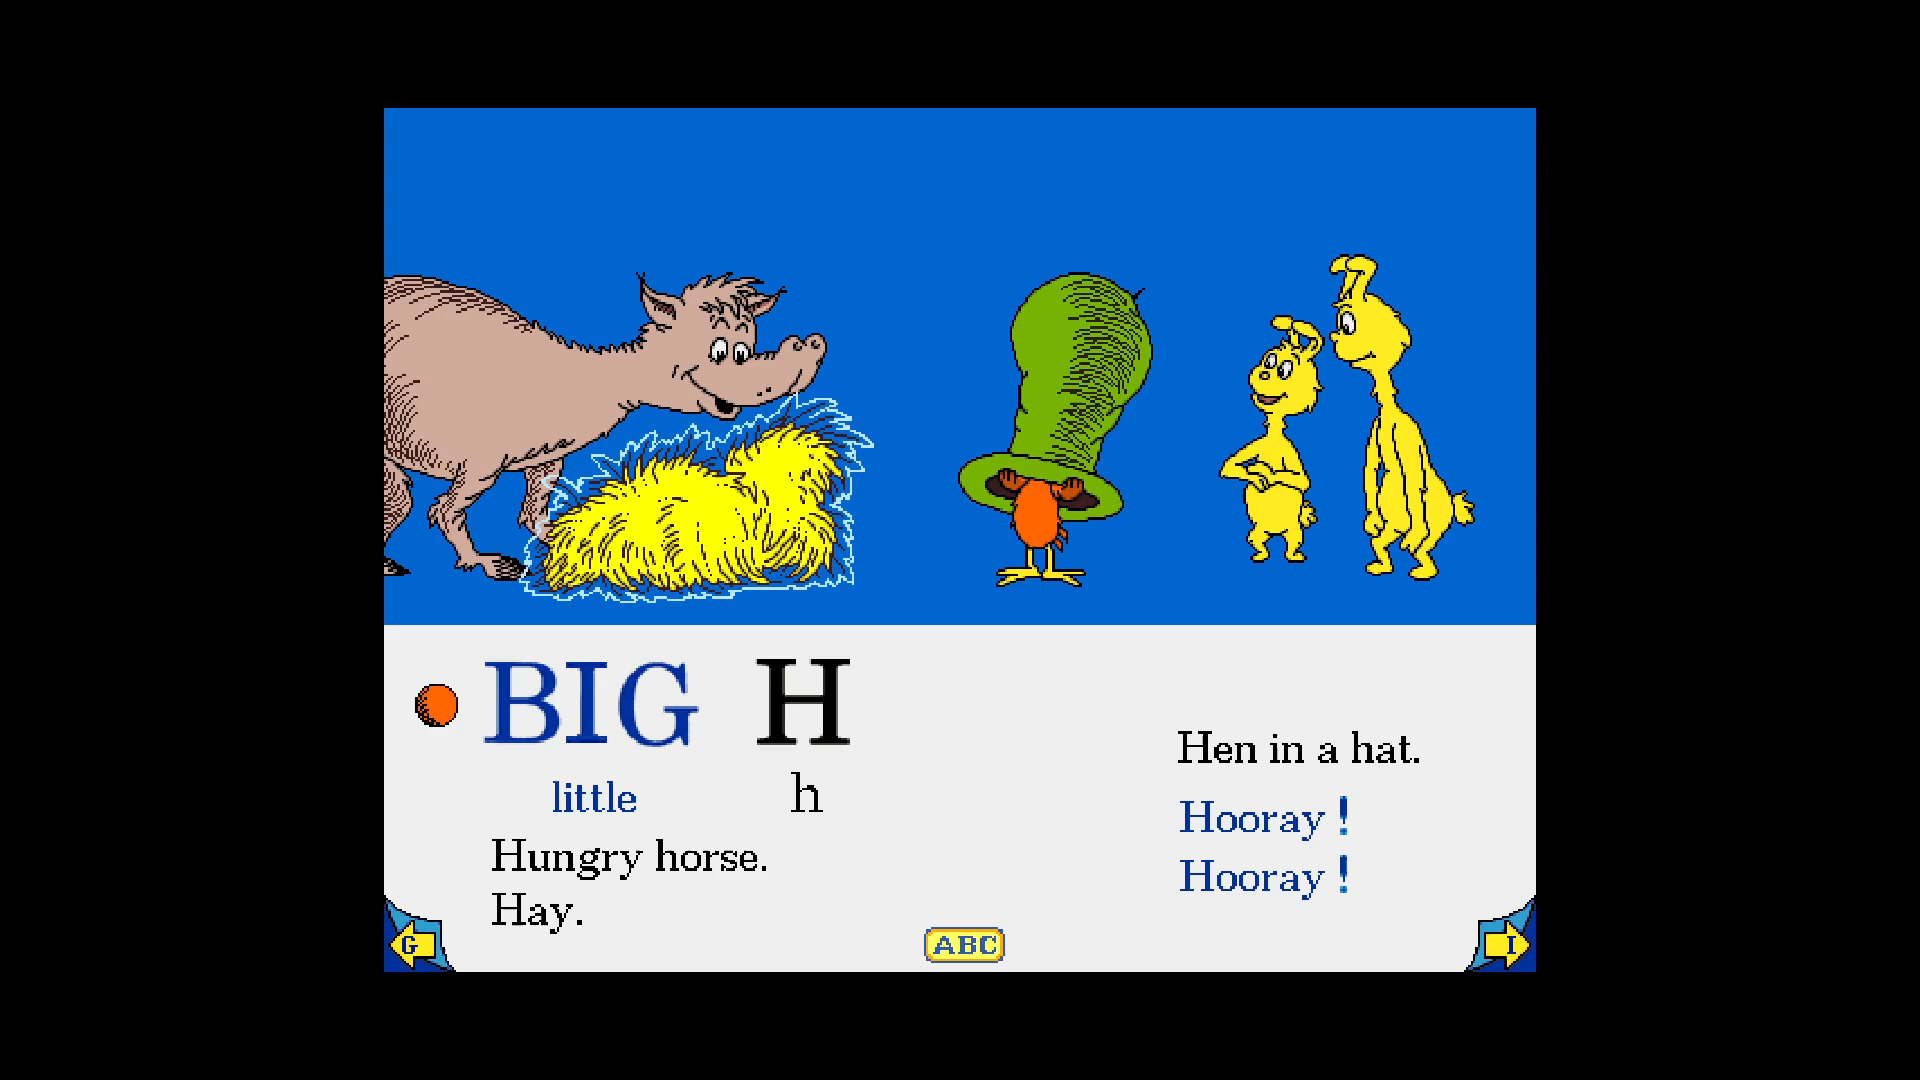 BIG H
little h
Hungry horse.
Hay.
Hen in a hat.
Hooray !
Hooray !
G
ABC
I